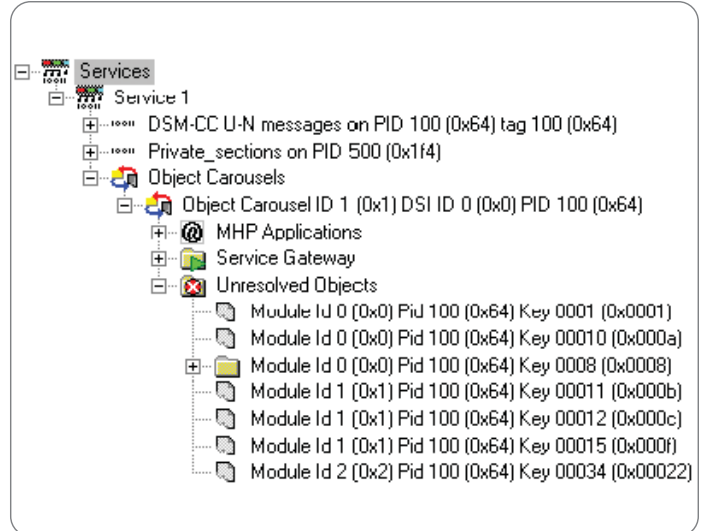 Services
Service 1
DSM-CC U-N messages on PID 100 (0x64) tag 100 (0x64)
Private_sections on PID 500 (0x1f4)
Object Carousels
Object Carousel ID 1 (0x1) DSI ID 0 (0x0) PID 100 (0x64)
MHP Applications
Service Gateway
Unresolved Objects
Module Id 0 (0x0) Pid 100 (0x64) Key 0001 (0x0001)
Module Id 0 (0x0) Pid 100 (0x64) Key 00010 (0x000a)
Module Id 0 (0x0) Pid 100 (0x64) Key 0008 (0x0008)
Module Id 1 (0x1) Pid 100 (0x64) Key 00011 (0x000b)
Module Id 1 (0x1) Pid 100 (0x64) Key 00012 (0x000c)
Module Id 1 (0x1) Pid 100 (0x64) Key 00015 (0x000f)
Module Id 2 (0x2) Pid 100 (0x64) Key 00034 (0x00022)